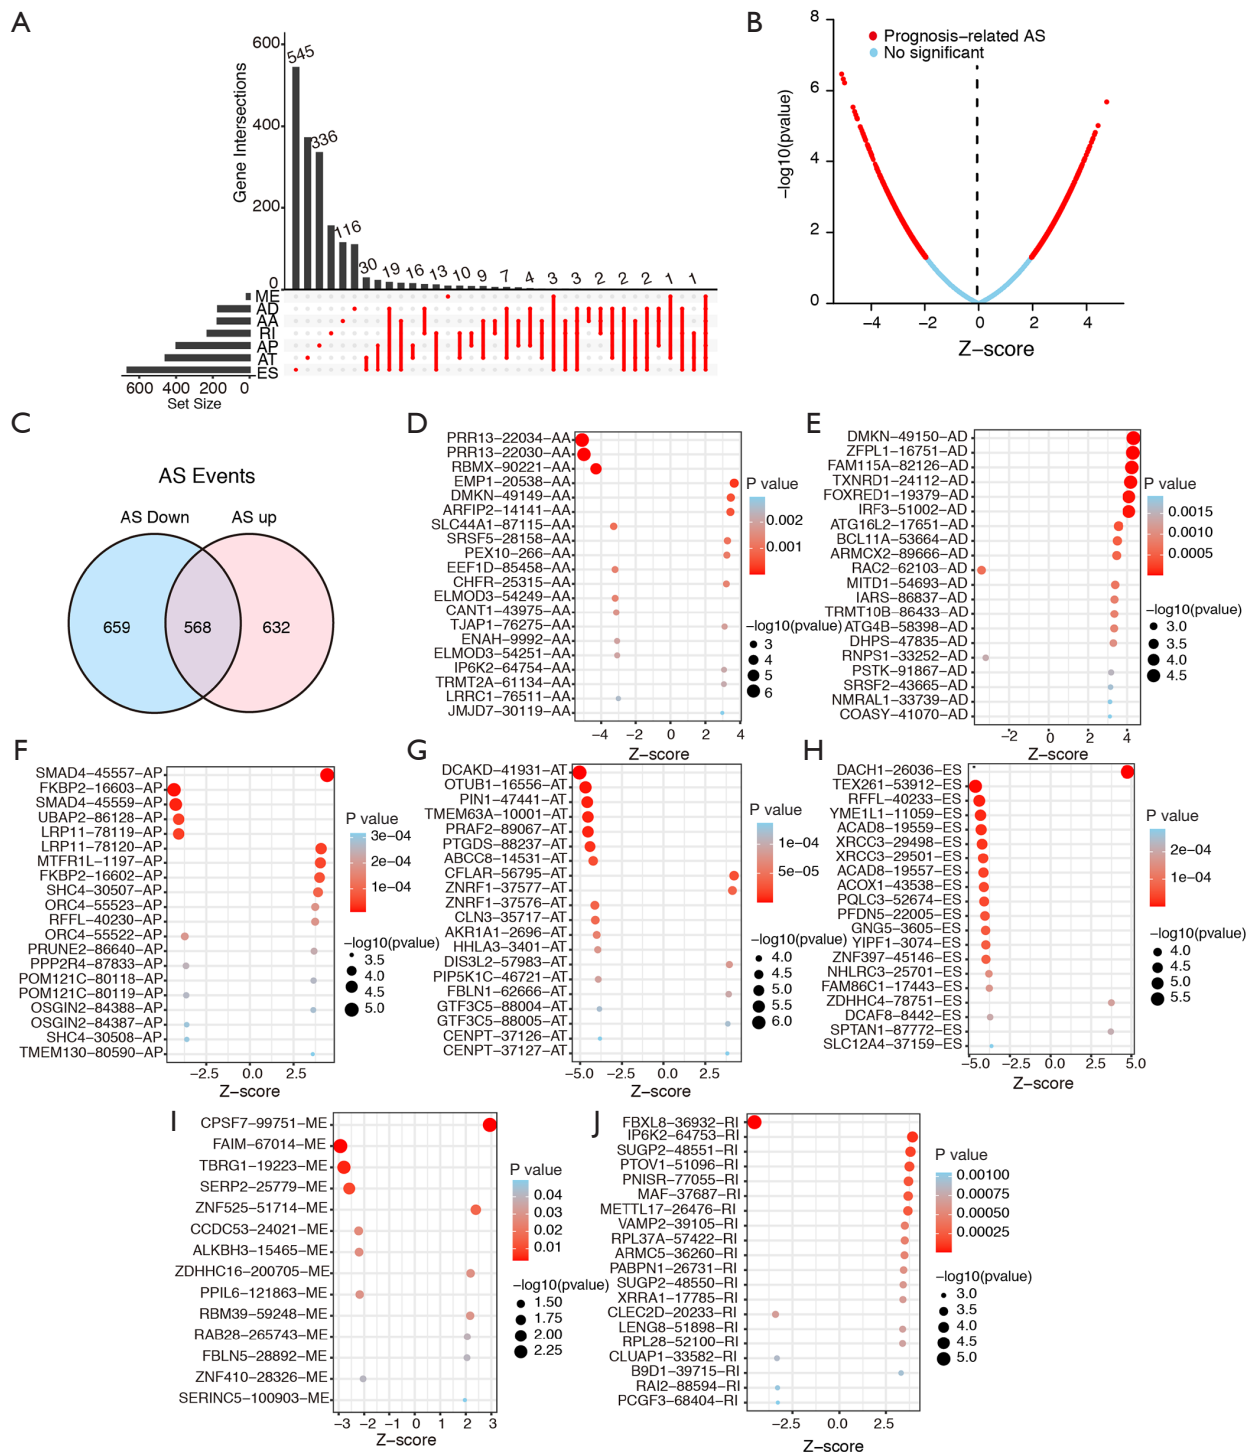 A
Gene Intersections
600
400
200
0
545
336
116
30
19
16
13
10
9
7
4
3
3
2
2
2
1
1
ME
AD
AA
RI
AP
AT
ES
600
400
200
0
Set Size
B
Prognosis-related AS
No significant
-log10(pvalue)
8
6
4
2
0
−4
−2
0
2
4
Z-score
C
AS Events
AS Down
AS up
659
568
632
D
PRR13-22034-AA
PRR13-22030-AA
RBMX-90221-AA
EMP1-20538-AA
DMKN-49149-AA
ARFIP2-14141-AA
SLC44A1-87115-AA
SRSF5-28158-AA
PEX10-266-AA
EEF1D-85458-AA
CHFR-25315-AA
ELMOD3-54249-AA
CANT1-43975-AA
TJAP1-76275-AA
ENAH-9992-AA
ELMOD3-54251-AA
IP6K2-64754-AA
TRMT2A-61134-AA
LRRC1-76511-AA
JMJD7-30119-AA
−4
−2
0
2
4
Z-score
P value
0.002
0.001
-log10(pvalue)
3
4
5
6
E
DMKN-49150-AD
ZFPL1-16751-AD
FAM115A-82126-AD
TXNRD1-24112-AD
FOXRED1-19379-AD
IRF3-51002-AD
ATG16L2-17651-AD
BCL11A-53664-AD
ARMCX2-89666-AD
RAC2-62103-AD
MITD1-54693-AD
IARS-86837-AD
TRMT10B-86433-AD
ATG4B-58398-AD
DHPS-47835-AD
RNPS1-33252-AD
PSTK-91867-AD
SRSF2-43665-AD
NMRAL1-33739-AD
COASY-41070-AD
−2
0
2
4
Z-score
P value
0.0015
0.0010
0.0005
-log10(pvalue)
3.0
3.5
4.0
4.5
F
SMAD4-45557-AP
FKBP2-16603-AP
SMAD4-45559-AP
UBAP2-86128-AP
LRP11-78119-AP
LRP11-78120-AP
MTFR1L-1197-AP
FKBP2-16602-AP
SHC4-30507-AP
ORC4-55523-AP
RFFL-40230-AP
ORC4-55522-AP
PRUNE2-86640-AP
PPP2R4-87833-AP
POM121C-80118-AP
POM121C-80119-AP
OSGIN2-84388-AP
OSGIN2-84387-AP
SHC4-30508-AP
TMEM130-80590-AP
−2.5
0.0
2.5
Z-score
P value
3e-04
2e-04
1e-04
-log10(pvalue)
3.5
4.0
4.5
5.0
G
DCAKD-41931-AT
OTUB1-16556-AT
PIN1-47441-AT
TMEM63A-10001-AT
PRAF2-89067-AT
PTGDS-88237-AT
ABCC8-14531-AT
CFLAR-56795-AT
ZNRF1-37577-AT
ZNRF1-37576-AT
CLN3-35717-AT
AKR1A1-2696-AT
HHLA3-3401-AT
DIS3L2-57983-AT
PIP5K1C-46721-AT
FBLN1-62666-AT
GTF3C5-88004-AT
GTF3C5-88005-AT
CENPT-37126-AT
CENPT-37127-AT
−5.0
−2.5
0.0
2.5
Z-score
P value
1e-04
5e-05
-log10(pvalue)
4.0
4.5
5.0
5.5
6.0
H
DACH1-26036-ES
TEX261-53912-ES
RFFL-40233-ES
YME1L1-11059-ES
ACAD8-19559-ES
XRCC3-29498-ES
XRCC3-29501-ES
ACAD8-19557-ES
ACOX1-43538-ES
PQLC3-52674-ES
PFDN5-22005-ES
GNG5-3605-ES
YIPF1-3074-ES
ZNF397-45146-ES
NHLRC3-25701-ES
FAM86C1-17443-ES
ZDHHC4-78751-ES
DCAF8-8442-ES
SPTAN1-87772-ES
SLC12A4-37159-ES
−5.0
−2.5
0.0
2.5
5.0
Z-score
P value
2e-04
1e-04
-log10(pvalue)
4.0
4.5
5.0
5.5
I
CPSF7-99751-ME
FAIM-67014-ME
TBRG1-19223-ME
SERP2-25779-ME
ZNF525-51714-ME
CCDC53-24021-ME
ALKBH3-15465-ME
ZDHHC16-200705-ME
PPIL6-121863-ME
RBM39-59248-ME
RAB28-265743-ME
FBLN5-28892-ME
ZNF410-28326-ME
SERINC5-100903-ME
−3
−2
−1
0
1
2
3
Z-score
P value
0.04
0.03
0.02
0.01
-log10(pvalue)
1.50
1.75
2.00
2.25
J
FBXL8-36932-RI
IP6K2-64753-RI
SUGP2-48551-RI
PTOV1-51096-RI
PNISR-77055-RI
MAF-37687-RI
METTL17-26476-RI
VAMP2-39105-RI
RPL37A-57422-RI
ARMC5-36260-RI
PABPN1-26731-RI
SUGP2-48550-RI
XRRA1-17785-RI
CLEC2D-20233-RI
LENG8-51898-RI
RPL28-52100-RI
CLUAP1-33582-RI
B9D1-39715-RI
RAI2-88594-RI
PCGF3-68404-RI
−2.5
0.0
2.5
Z-score
P value
0.00100
0.00075
0.00050
0.00025
-log10(pvalue)
3.0
3.5
4.0
4.5
5.0